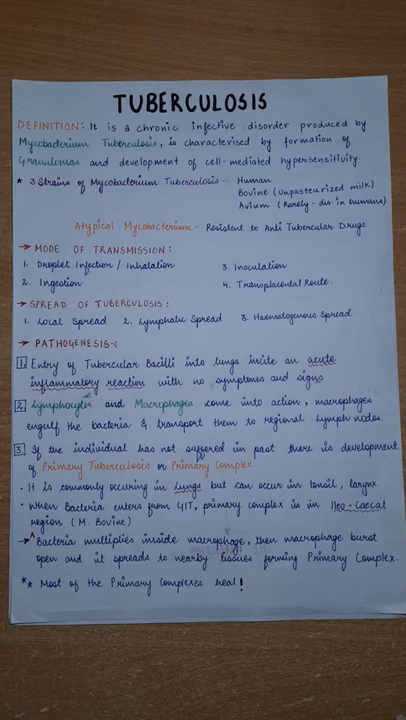 TUBERCULOSIS
DEFINITION: It is a chronic infective disorder produced by
Mycobacterium Tuberculosis, is characterised by formation of
Granulomas and development of cell-mediated hypersensitivity.
* 3 Strains of Mycobacterium Tuberculosis - Human
Bovine (Unpasteurized milk)
Avium (Rarely - dis. in humans)
Atypical Mycobacterium - Resistent to Anti Tubercular Drugs.
→ MODE OF TRANSMISSION:
1. Droplet Infection / Inhalation 3. Inoculation
2. Ingestion 4. Transplacental Route
→ SPREAD OF TUBERCULOSIS:
1. Local Spread 2. Lymphatic Spread 3. Haematogenous Spread
→ PATHOGENESIS:
1. Entry of Tubercular Bacilli into lungs incite an acute
inflammatory reaction with no symptoms and signs
2. Lymphocytes and Macrophages come into action, macrophages
engulf the bacteria & transport them to regional lymph nodes.
3. If the individual has not suffered in past there is development
of Primary Tuberculosis or Primary Complex.
• It is commonly occuring in lungs but can occur in tonsil, larynx
• When Bacteria enters from GIT, primary complex is in Ileo-caecal
region (M. Bovine)
→ Bacteria multiplies inside macrophage, then macrophage burst
open and it spreads to nearby tissues forming Primary Complex.
** Most of the Primary Complexes heal!